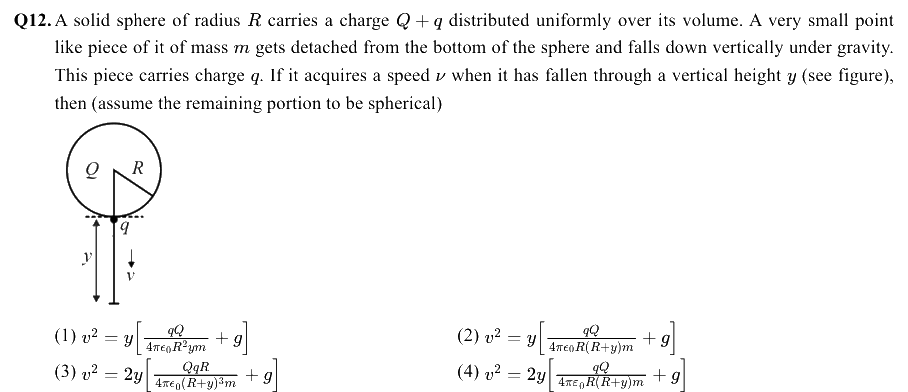 Q12. A solid sphere of radius R carries a charge Q + q distributed uniformly over its volume. A very small point
like piece of it of mass m gets detached from the bottom of the sphere and falls down vertically under gravity.
This piece carries charge q. If it acquires a speed ν when it has fallen through a vertical height y (see figure),
then (assume the remaining portion to be spherical)
Q R
q
y
v
(1) v² = y[qQ/(4πϵ₀R²ym) + g] (2) v² = y[qQ/(4πϵ₀R(R+y)m) + g]
(3) v² = 2y[QqR/(4πϵ₀(R+y)³m) + g] (4) v² = 2y[qQ/(4πε₀R(R+y)m) + g]